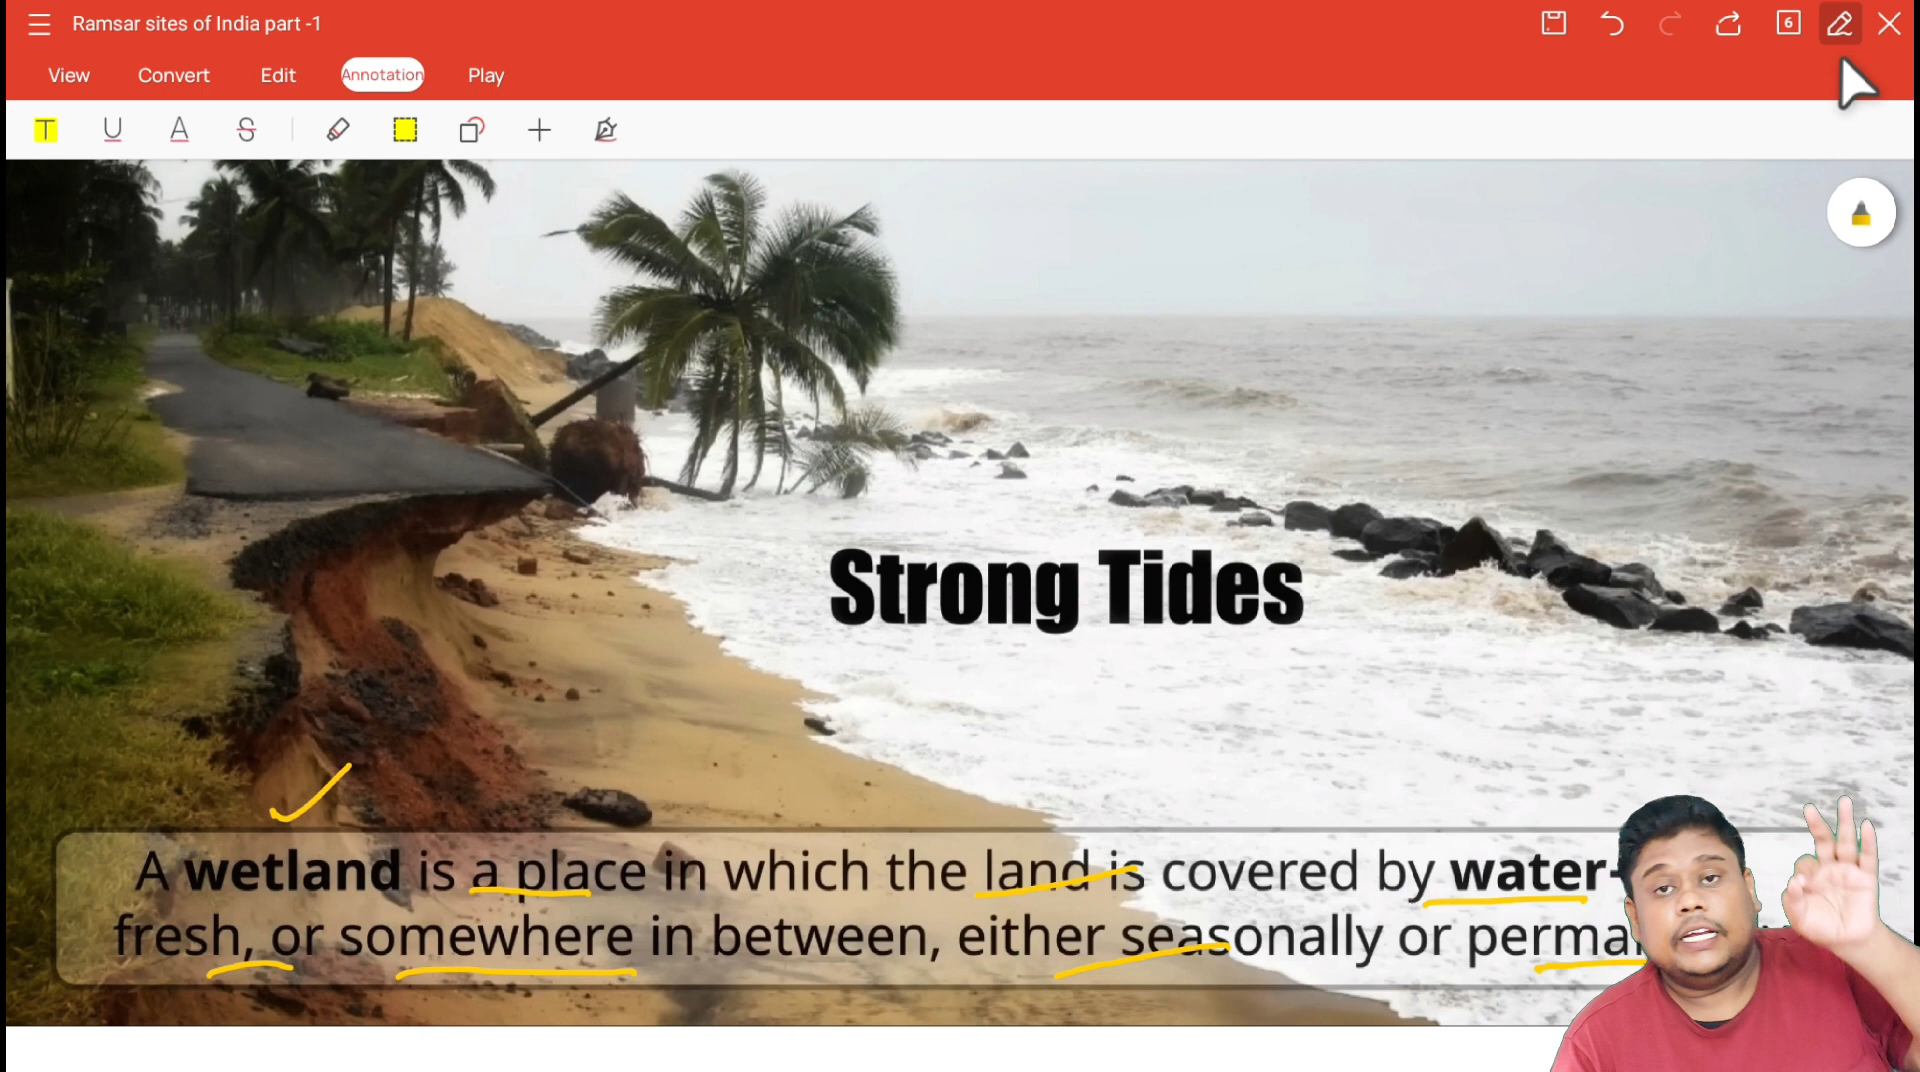 Ramsar sites of India part -1
6
View Convert Edit Annotation Play
T U A S
Strong Tides
A wetland is a place in which the land is covered by water-
fresh, or somewhere in between, either seasonally or